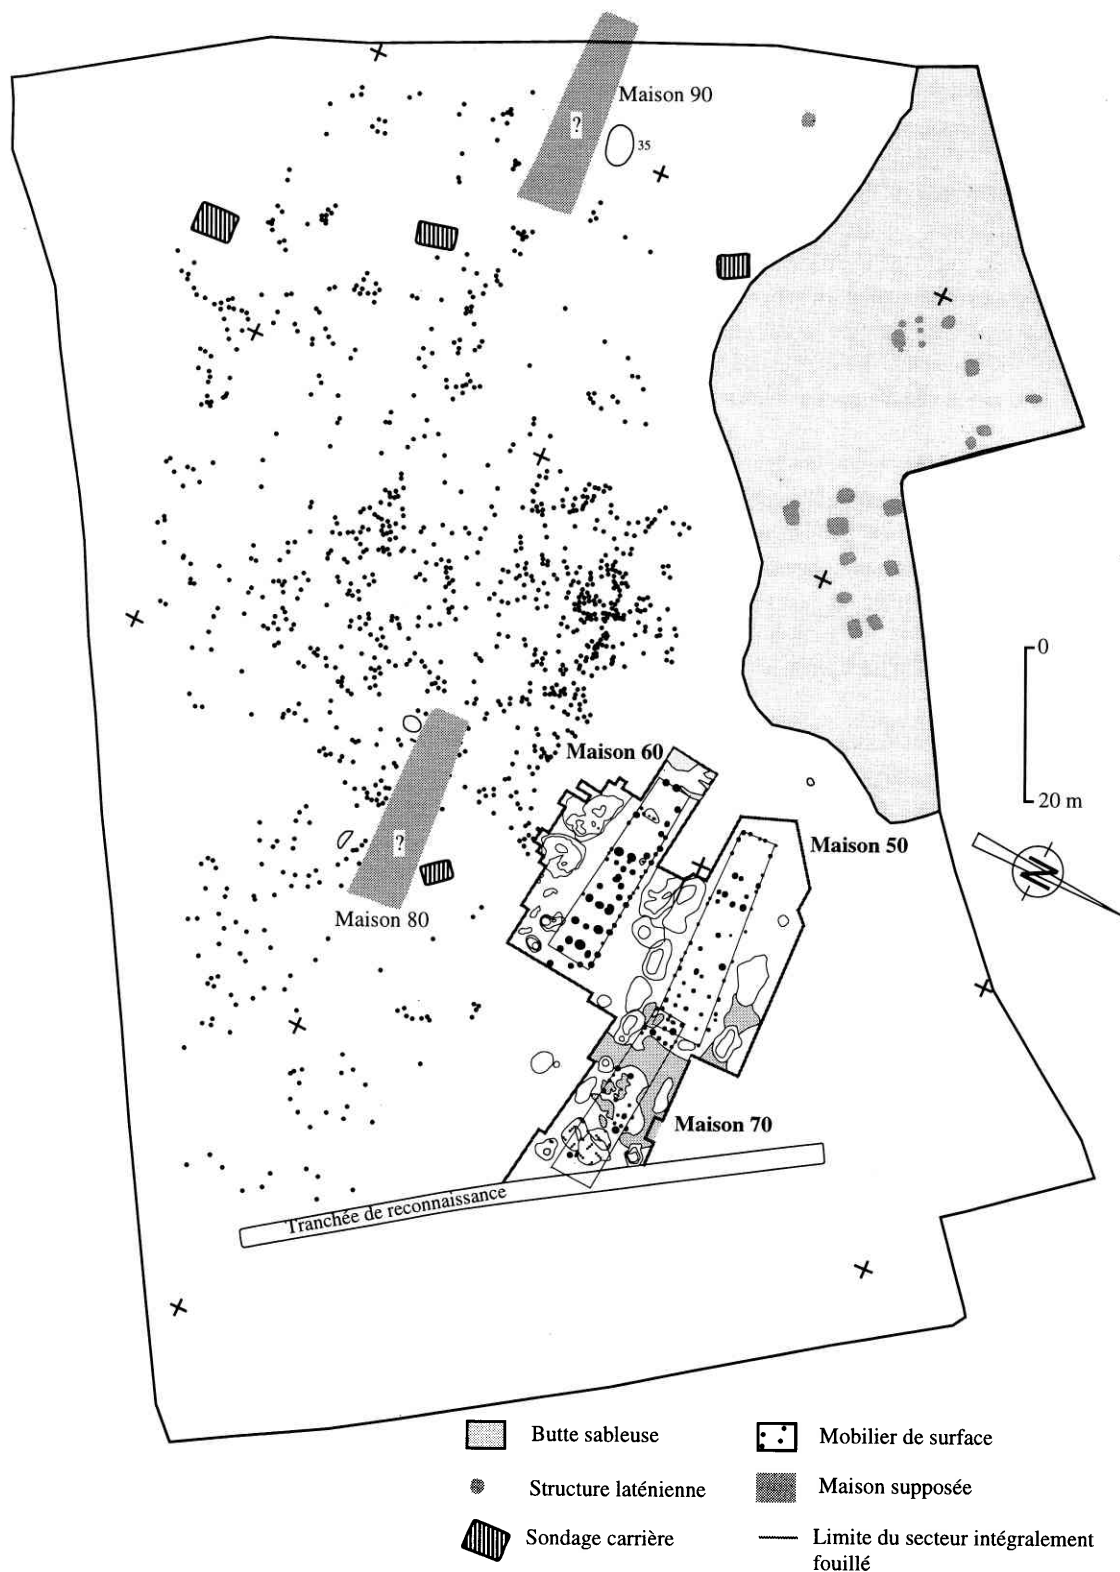 Maison 90
?
35
0
20 m
Maison 60
Maison 50
N
?
Maison 80
Maison 70
Tranchée de reconnaissance
Butte sableuse
Mobilier de surface
Structure laténienne
Maison supposée
Sondage carrière
Limite du secteur intégralement
fouillé